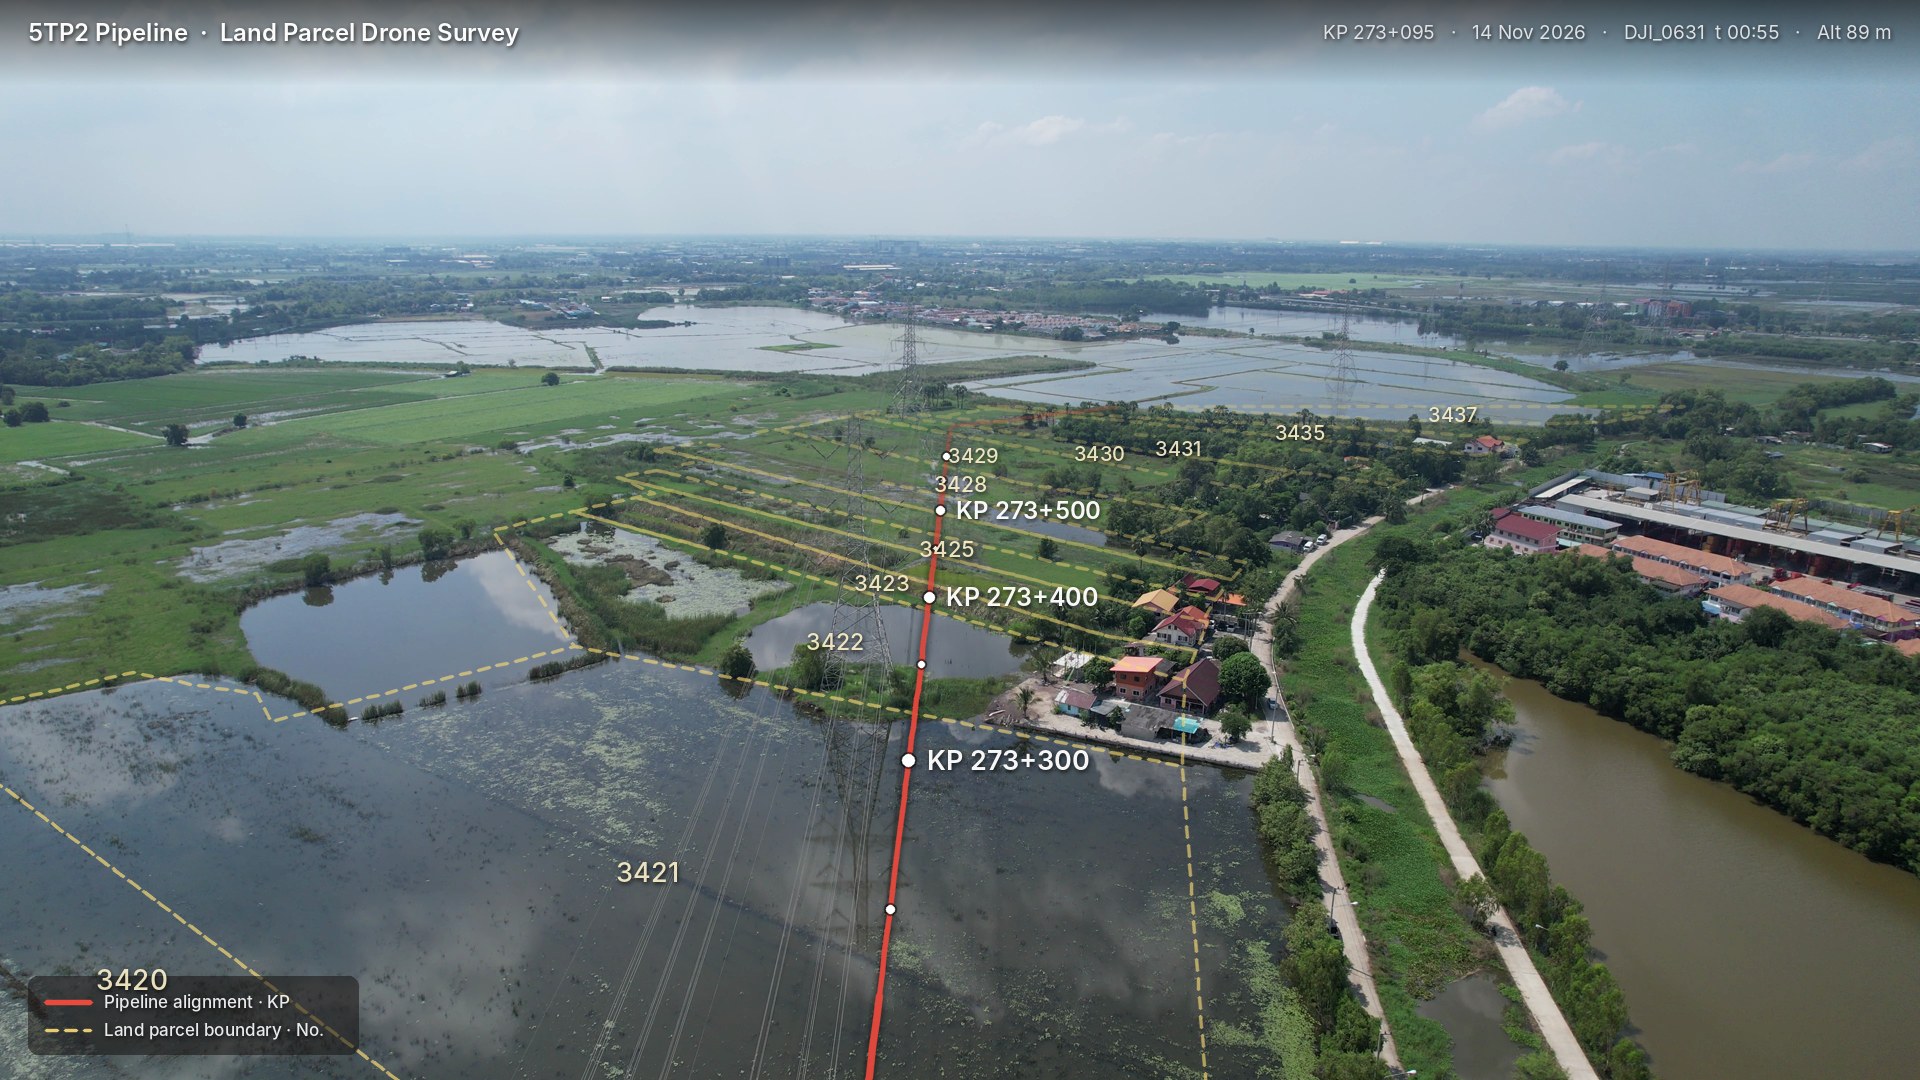 5TP2 Pipeline · Land Parcel Drone Survey
KP 273+095 · 14 Nov 2026 · DJI_0631 t 00:55 · Alt 89 m
3437
3435
3431
3430
3429
3428
KP 273+500
3425
3423
KP 273+400
3422
KP 273+300
3421
3420
Pipeline alignment · KP
Land parcel boundary · No.